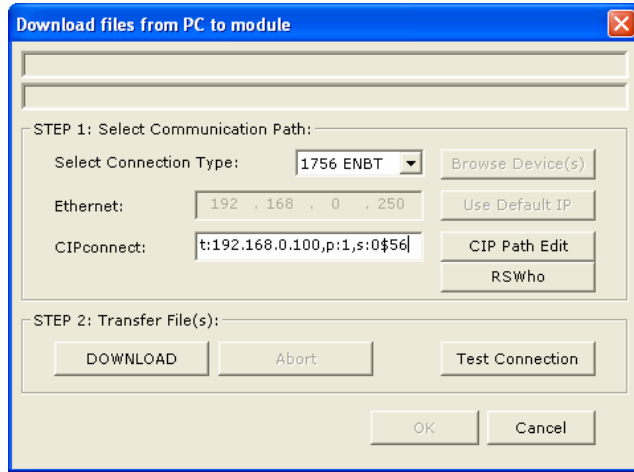 Download files from PC to module
STEP 1: Select Communication Path:
Select Connection Type: 1756 ENBT Browse Device(s)
Ethernet: 192 . 168 . 0 . 250 Use Default IP
CIPconnect: t:192.168.0.100,p:1,s:0$56 CIP Path Edit
RSWho
STEP 2: Transfer File(s):
DOWNLOAD Abort Test Connection
OK Cancel